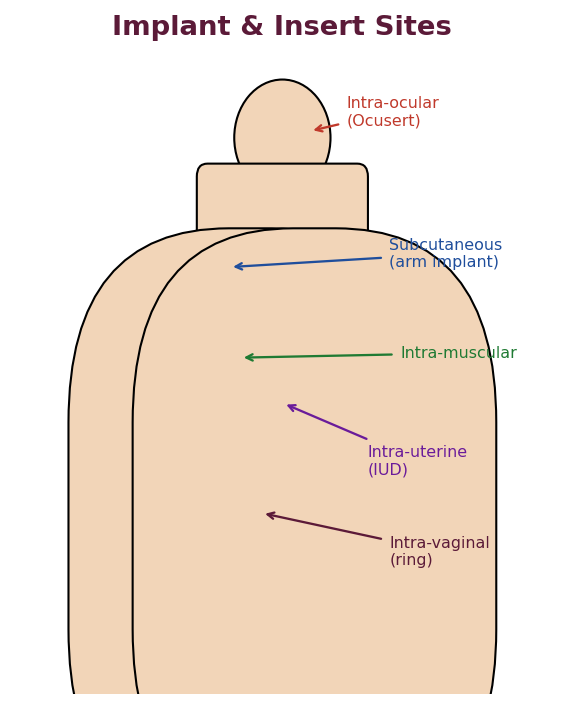 Implant & Insert Sites
Intra-ocular
(Ocusert)
Subcutaneous
(arm implant)
Intra-muscular
Intra-uterine
(IUD)
Intra-vaginal
(ring)